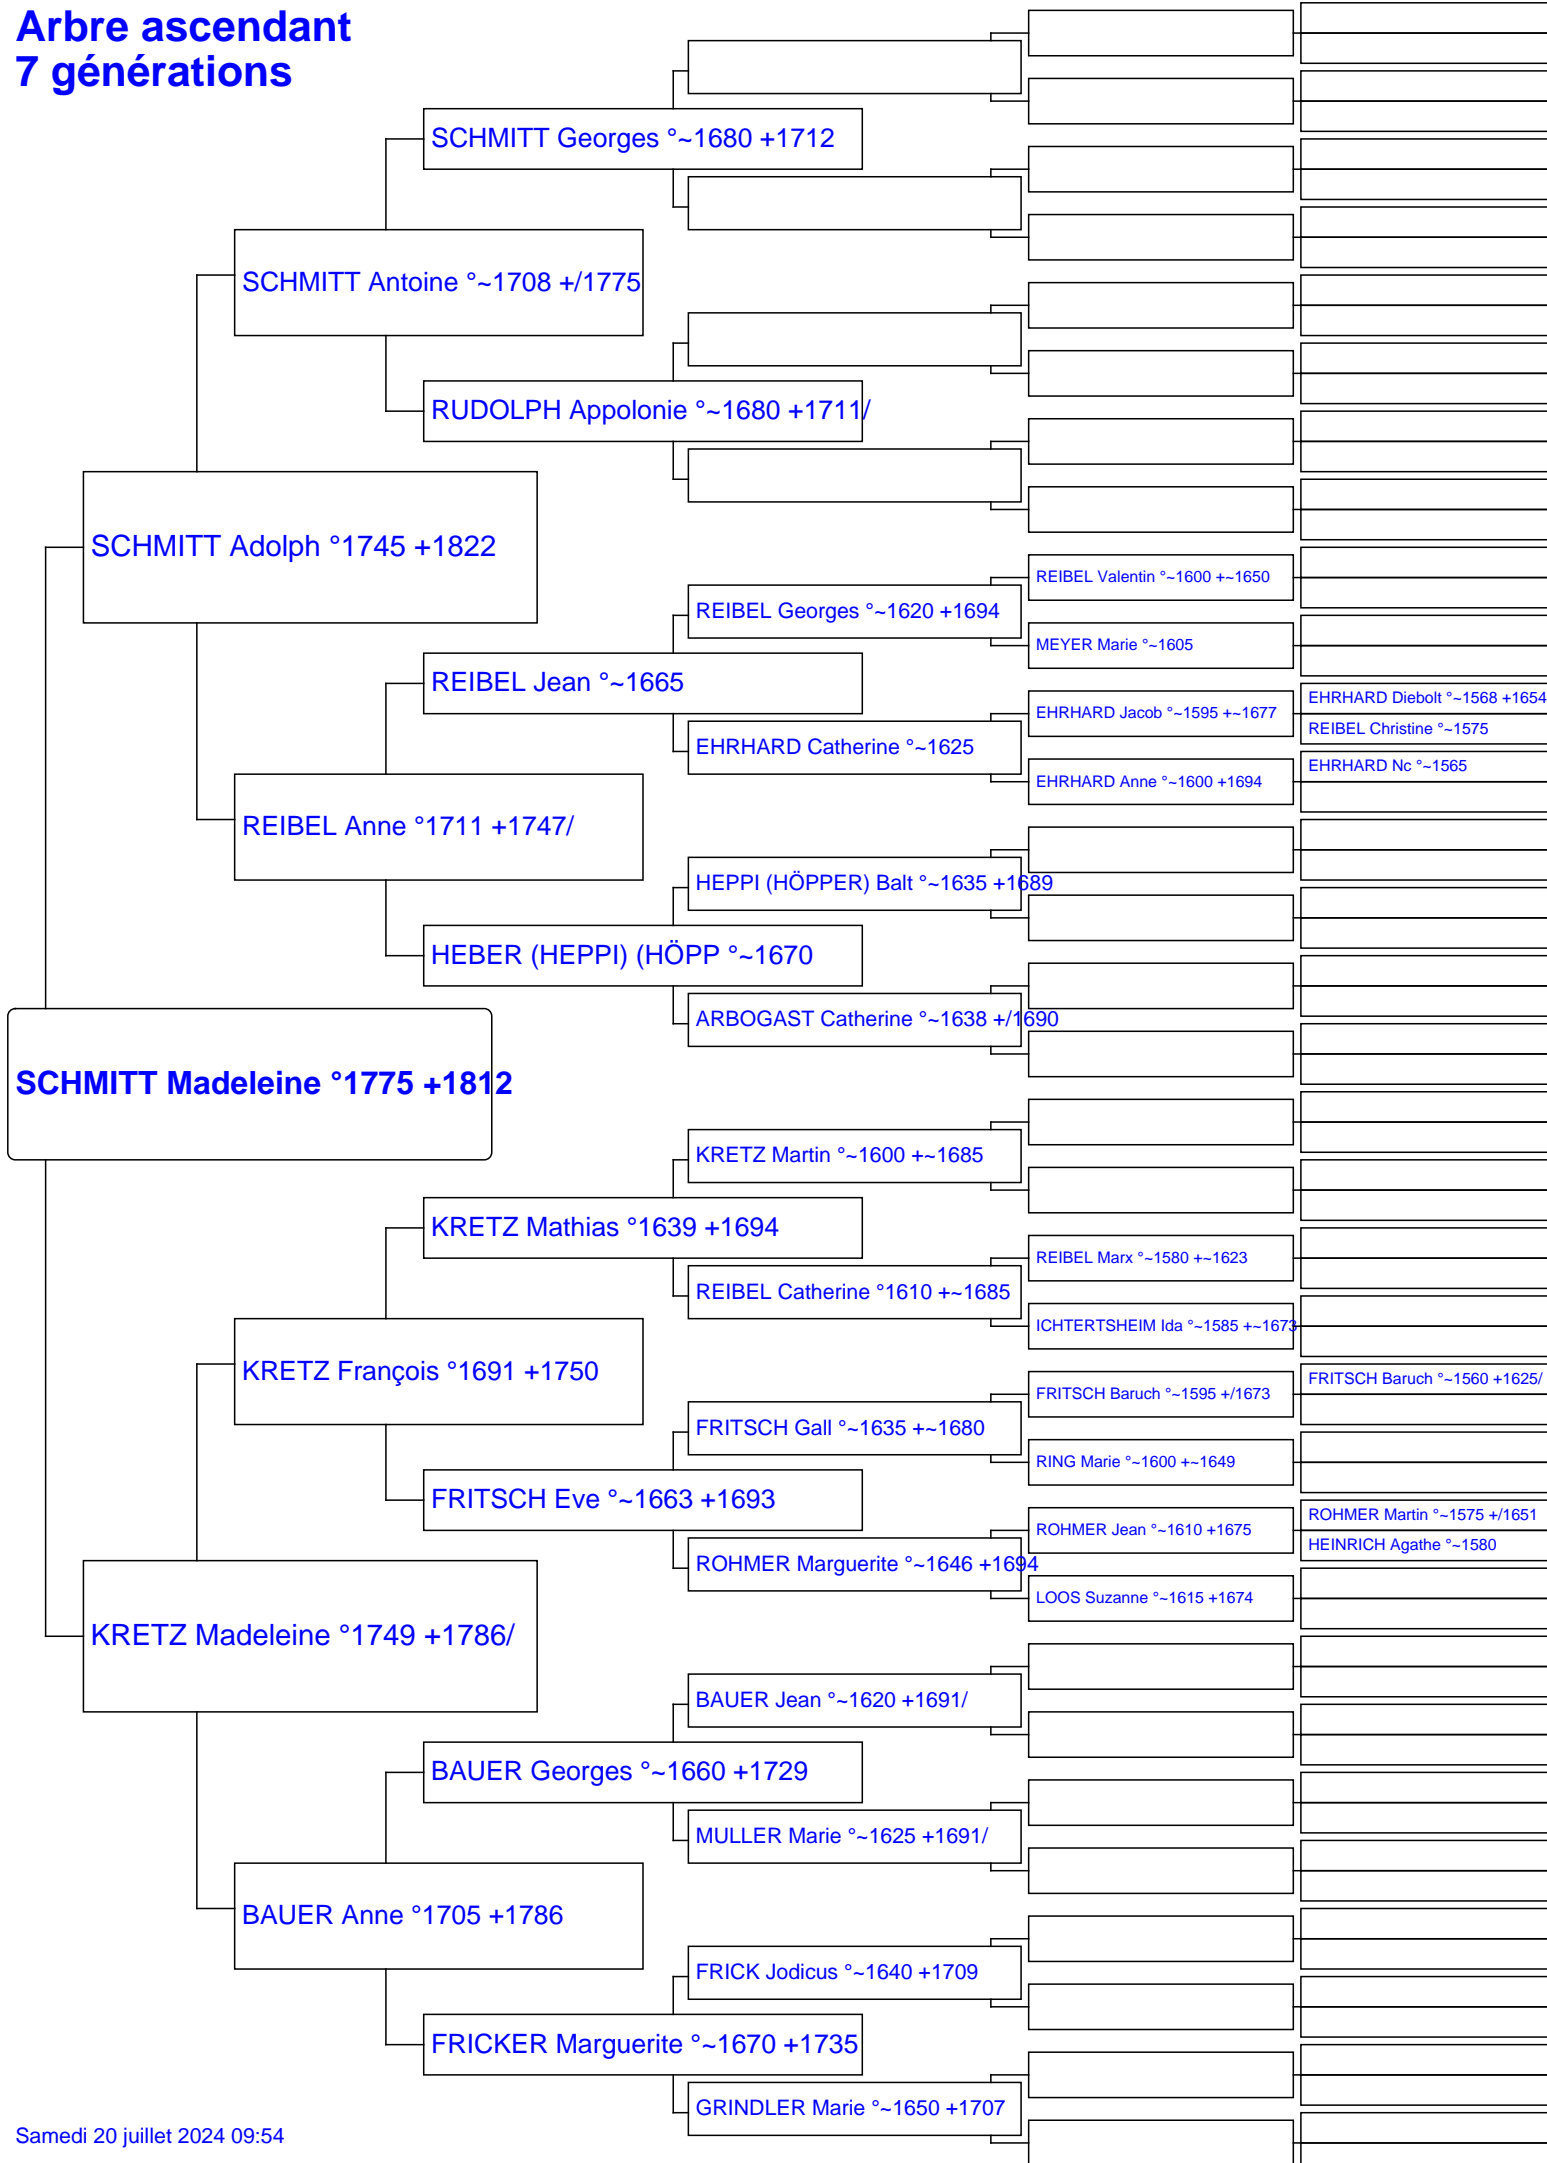 Arbre ascendant
7 générations
SCHMITT Georges °~1680 +1712
SCHMITT Antoine °~1708 +/1775
RUDOLPH Appolonie °~1680 +1711/
SCHMITT Adolph °1745 +1822
REIBEL Valentin °~1600 +~1650
REIBEL Georges °~1620 +1694
MEYER Marie °~1605
REIBEL Jean °~1665
EHRHARD Diebolt °~1568 +1654
EHRHARD Jacob °~1595 +~1677
REIBEL Christine °~1575
EHRHARD Catherine °~1625
EHRHARD Nc °~1565
EHRHARD Anne °~1600 +1694
REIBEL Anne °1711 +1747/
HEPPI (HÖPPER) Balt °~1635 +1689
HEBER (HEPPI) (HÖPP °~1670
ARBOGAST Catherine °~1638 +/1690
SCHMITT Madeleine °1775 +1812
KRETZ Martin °~1600 +~1685
KRETZ Mathias °1639 +1694
REIBEL Marx °~1580 +~1623
REIBEL Catherine °1610 +~1685
ICHTERTSHEIM Ida °~1585 +~1673
KRETZ François °1691 +1750
FRITSCH Baruch °~1560 +1625/
FRITSCH Baruch °~1595 +/1673
FRITSCH Gall °~1635 +~1680
RING Marie °~1600 +~1649
FRITSCH Eve °~1663 +1693
ROHMER Martin °~1575 +/1651
ROHMER Jean °~1610 +1675
HEINRICH Agathe °~1580
ROHMER Marguerite °~1646 +1694
LOOS Suzanne °~1615 +1674
KRETZ Madeleine °1749 +1786/
BAUER Jean °~1620 +1691/
BAUER Georges °~1660 +1729
MULLER Marie °~1625 +1691/
BAUER Anne °1705 +1786
FRICK Jodicus °~1640 +1709
FRICKER Marguerite °~1670 +1735
GRINDLER Marie °~1650 +1707
Samedi 20 juillet 2024 09:54